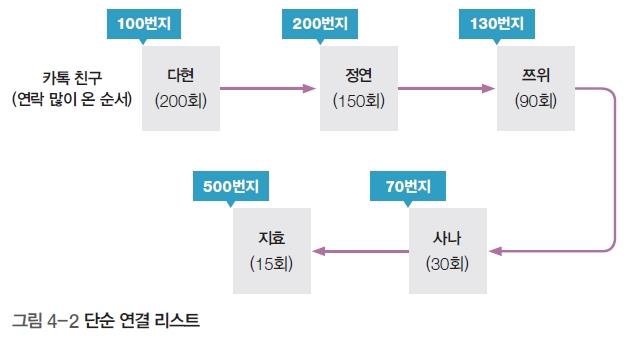 100번지
200번지
130번지
카톡 친구
(연락 많이 온 순서)
다현
(200회)
정연
(150회)
쯔위
(90회)
500번지
70번지
지효
(15회)
사나
(30회)
그림 4-2 단순 연결 리스트